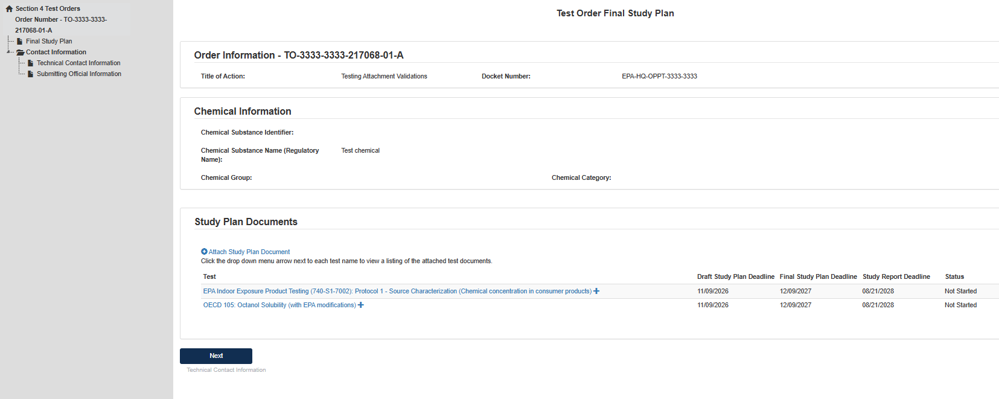 Section 4 Test Orders
Order Number - TO-3333-3333-
217068-01-A
Final Study Plan
Contact Information
Technical Contact Information
Submitting Official Information
Test Order Final Study Plan
Order Information - TO-3333-3333-217068-01-A
Title of Action: Testing Attachment Validations Docket Number: EPA-HQ-OPPT-3333-3333
Chemical Information
Chemical Substance Identifier:
Chemical Substance Name (Regulatory Test chemical
Name):
Chemical Group: Chemical Category:
Study Plan Documents
Attach Study Plan Document
Click the drop down menu arrow next to each test name to view a listing of the attached test documents.
Test Draft Study Plan Deadline Final Study Plan Deadline Study Report Deadline Status
EPA Indoor Exposure Product Testing (740-S1-7002): Protocol 1 - Source Characterization (Chemical concentration in consumer products) 11/09/2026 12/09/2027 08/21/2028 Not Started
OECD 105: Octanol Solubility (with EPA modifications) 11/09/2026 12/09/2027 08/21/2028 Not Started
Next
Technical Contact Information